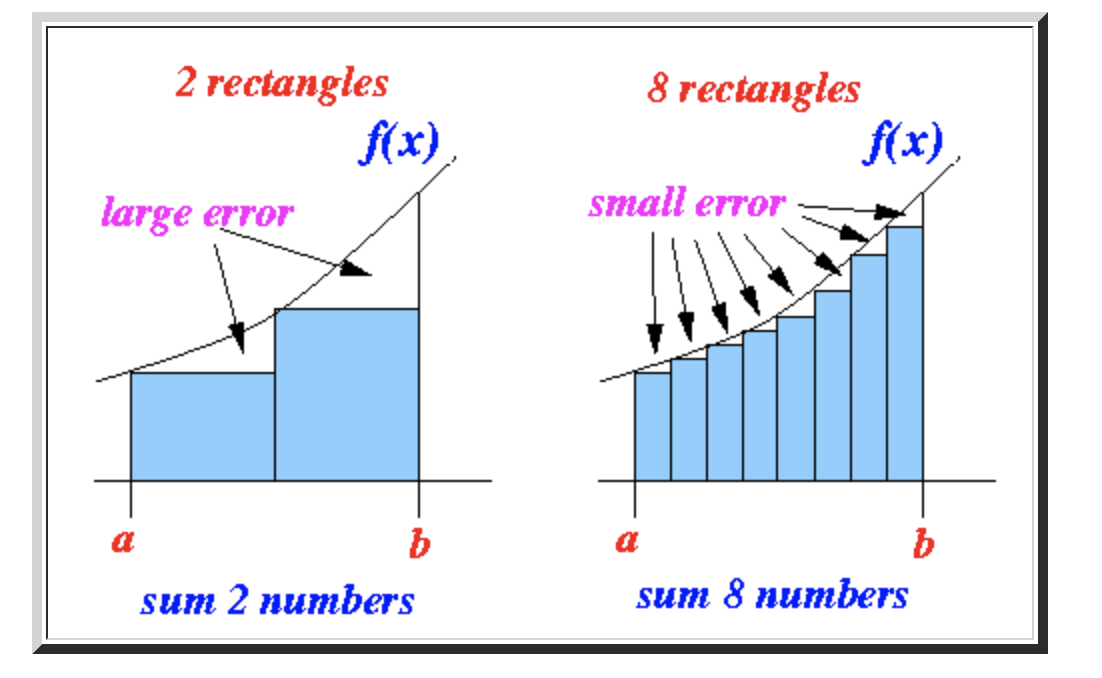 2 rectangles
f(x)
large error
a
b
sum 2 numbers
8 rectangles
f(x)
small error
a
b
sum 8 numbers